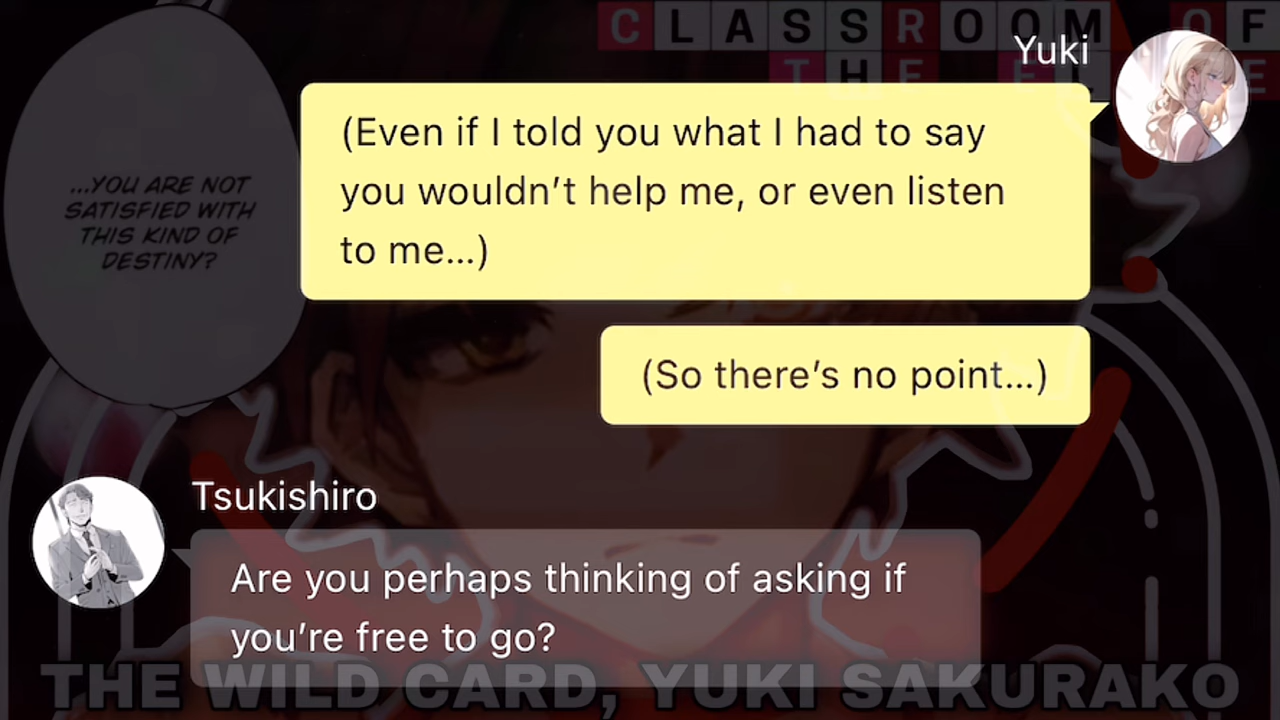 CLASSROOM OF
THE EL E
Yuki
(Even if I told you what I had to say
you wouldn't help me, or even listen
to me...)
...YOU ARE NOT
SATISFIED WITH
THIS KIND OF
DESTINY?
(So there's no point...)
Tsukishiro
Are you perhaps thinking of asking if
you're free to go?
THE WILD CARD, YUKI SAKURAKO